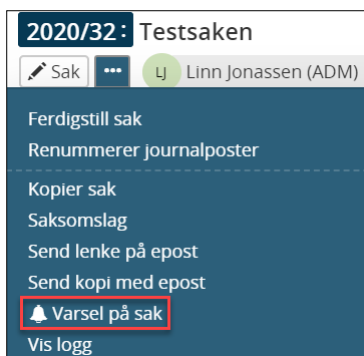 2020/32: Testsaken
Sak ••• LJ Linn Jonassen (ADM)
Ferdigstill sak
Renummerer journalposter
Kopier sak
Saksomslag
Send lenke på epost
Send kopi med epost
Varsel på sak
Vis logg